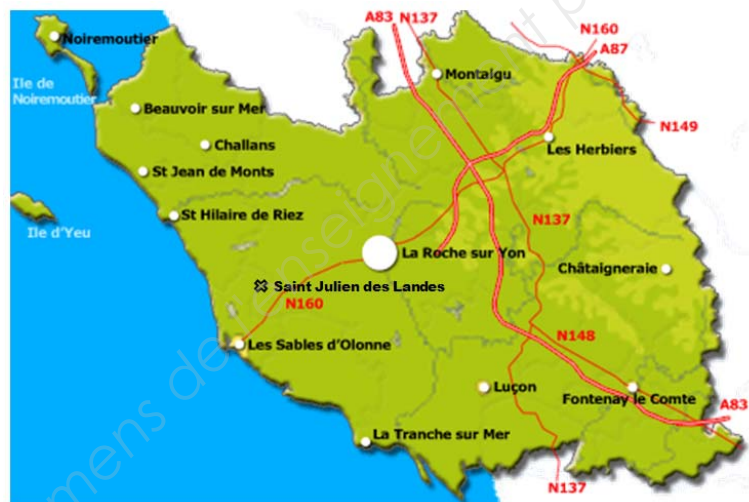 A83
N137
N160
A87
Noiremoutier
Montaigu
Ile de
Noiremoutier
Beauvoir sur Mer
N149
Challans
Les Herbiers
St Jean de Monts
St Hilaire de Riez
N137
Ile d'Yeu
La Roche sur Yon
Châtaigneraie
Saint Julien des Landes
N160
N148
Les Sables d'Olonne
Luçon
Fontenay le Comte
A83
La Tranche sur Mer
N137